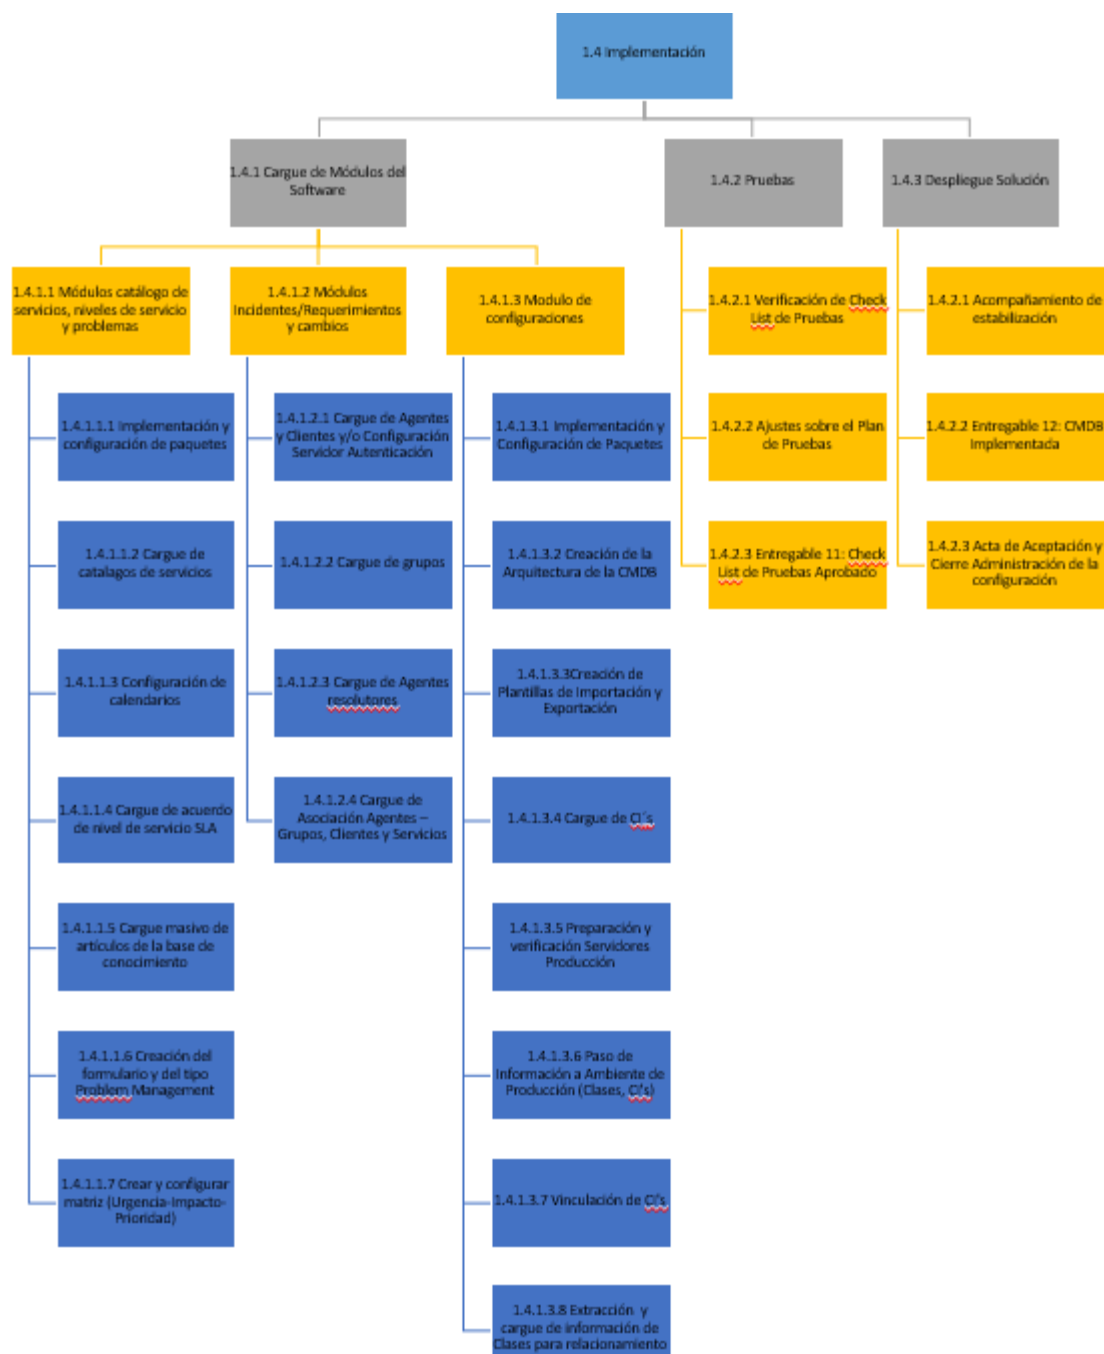 1.4 Implementación
1.4.1 Cargue de Módulos del
Software
1.4.2 Pruebas
1.4.3 Despliegue Solución
1.4.1.1 Módulos catálogo de
servicios, niveles de servicio
y problemas
1.4.1.2 Módulos
Incidentes/Requerimientos
y cambios
1.4.1.3 Modulo de
configuraciones
1.4.2.1 Verificación de Check
List de Pruebas
1.4.2.1 Acompañamiento de
estabilización
1.4.1.1.1 Implementación y
configuración de paquetes
1.4.1.2.1 Cargue de Agentes
y Clientes y/o Configuración
Servidor Autenticación
1.4.1.3.1 Implementación y
Configuración de Paquetes
1.4.2.2 Ajustes sobre el Plan
de Pruebas
1.4.2.2 Entregable 12: CMDB
Implementada
1.4.1.1.2 Cargue de
catalagos de servicios
1.4.1.2.2 Cargue de grupos
1.4.1.3.2 Creación de la
Arquitectura de la CMDB
1.4.2.3 Entregable 11: Check
List de Pruebas Aprobado
1.4.2.3 Acta de Aceptación y
Cierre Administración de la
configuración
1.4.1.1.3 Configuración de
calendarios
1.4.1.2.3 Cargue de Agentes
resolutores
1.4.1.3.3Creación de
Plantillas de Importación y
Exportación
1.4.1.1.4 Cargue de acuerdo
de nivel de servicio SLA
1.4.1.2.4 Cargue de
Asociación Agentes –
Grupos, Clientes y Servicios
1.4.1.3.4 Cargue de CI´s
1.4.1.1.5 Cargue masivo de
artículos de la base de
conocimiento
1.4.1.3.5 Preparación y
verificación Servidores
Producción
1.4.1.1.6 Creación del
formulario y del tipo
Problem Management
1.4.1.3.6 Paso de
Información a Ambiente de
Producción (Clases, CI's)
1.4.1.1.7 Crear y configurar
matriz (Urgencia-Impacto-
Prioridad)
1.4.1.3.7 Vinculación de CI's
1.4.1.3.8 Extracción y
cargue de información de
Clases para relacionamiento